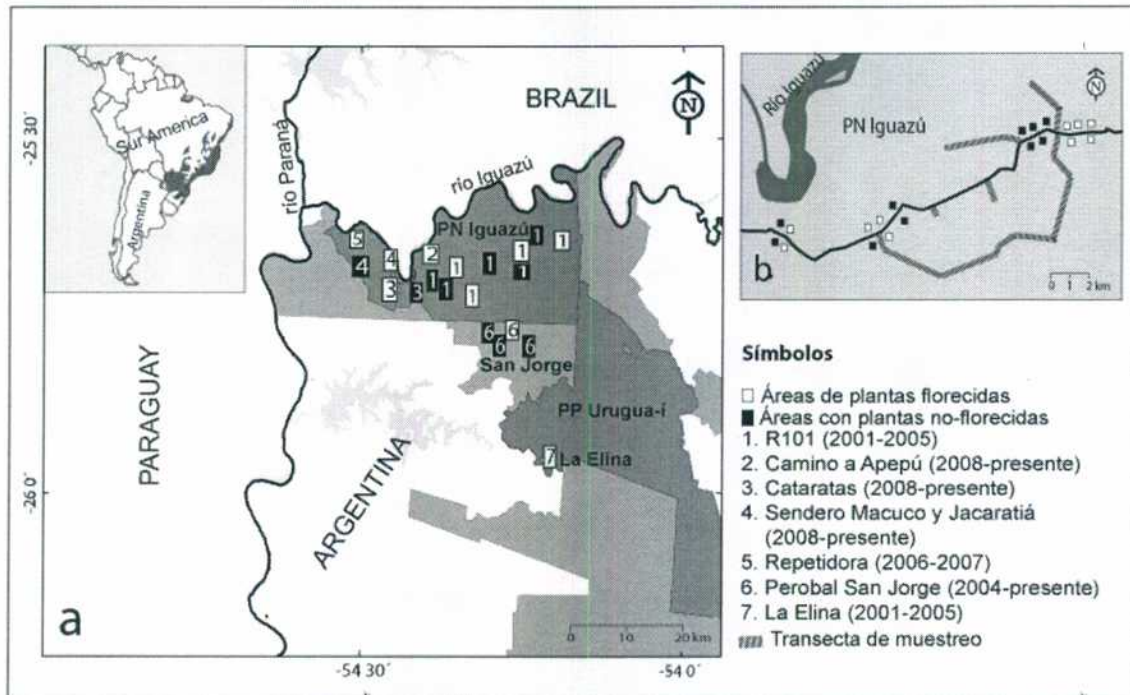 Sur America
Argentina
BRAZIL
N
-25 30
río Paraná
río Iguazú
PN Iguazú
5
4
2
1
1
1
1
4
1
1
1
3
3
1
1
6
6
6
6
San Jorge
PP Urugua-í
7
La Elina
PARAGUAY
ARGENTINA
-26 0
a
0 10 20 km
-54 30
-54 0
Río Iguazú
PN Iguazú
N
b
0 1 2 km
Símbolos
Áreas de plantas florecidas
Áreas con plantas no-florecidas
1. R101 (2001-2005)
2. Camino a Apepú (2008-presente)
3. Cataratas (2008-presente)
4. Sendero Macuco y Jacaratiá
(2008-presente)
5. Repetidora (2006-2007)
6. Perobal San Jorge (2004-presente)
7. La Elina (2001-2005)
Transecta de muestreo